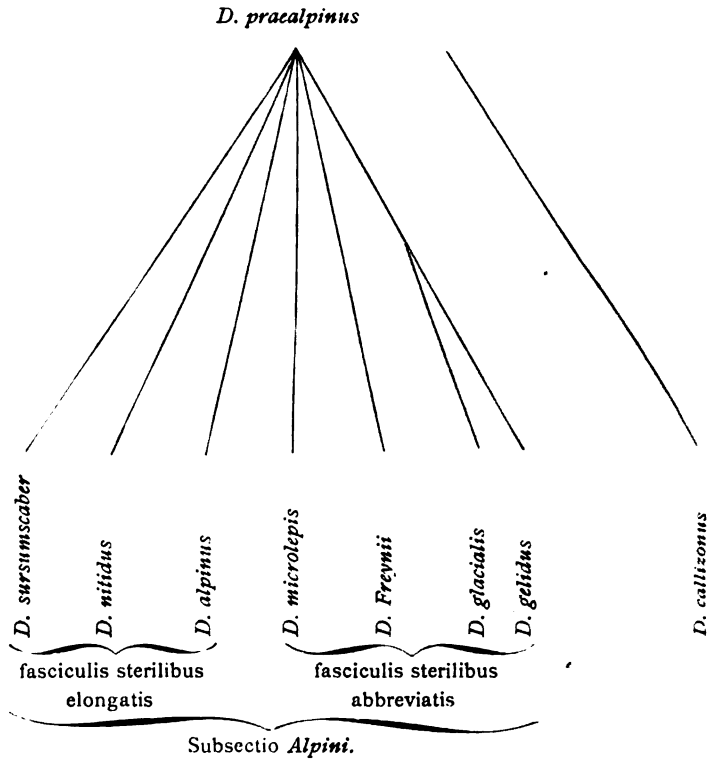 D. praealpinus
D. sursumscaber
D. nitidus
D. alpinus
D. microlepis
D. Freynii
D. glacialis
D. gelidus
D. callizonus
fasciculis sterilibus
elongatis
fasciculis sterilibus
abbreviatis
Subsectio Alpini.